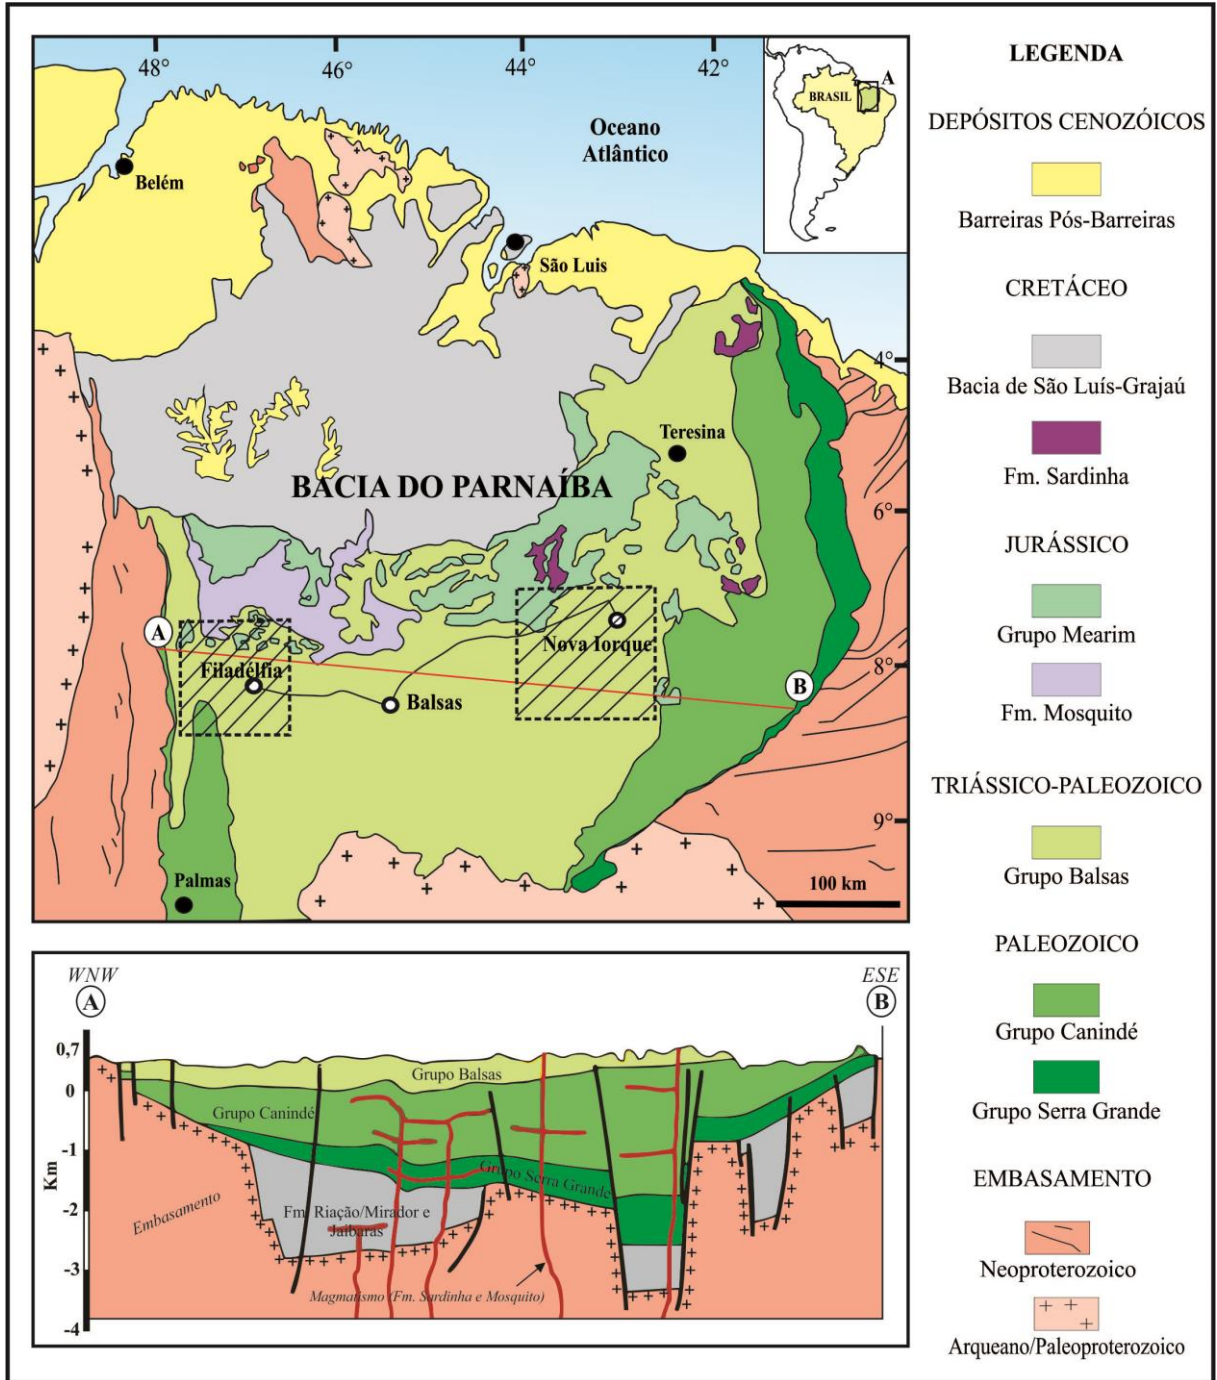 48°
46°
44°
42°
A
BRASIL
Oceano
Atlântico
Belém
São Luis
4°
Teresina
BACIA DO PARNAÍBA
6°
A
Nova Iorque
Filadélfia
8°
B
Balsas
9°
Palmas
100 km
LEGENDA
DEPÓSITOS CENOZÓICOS
Barreiras Pós-Barreiras
CRETÁCEO
Bacia de São Luís-Grajaú
Fm. Sardinha
JURÁSSICO
Grupo Mearim
Fm. Mosquito
TRIÁSSICO-PALEOZOICO
Grupo Balsas
PALEOZOICO
Grupo Canindé
Grupo Serra Grande
EMBASAMENTO
Neoproterozoico
Arqueano/Paleoproterozoico
WNW
A
ESE
B
0,7
0
-1
-2
-3
-4
Km
Grupo Balsas
Grupo Canindé
Grupo Serra Grande
Embasamento
Fm. Riação/Mirador e
Jaibaras
Magmatismo (Fm. Sardinha e Mosquito)